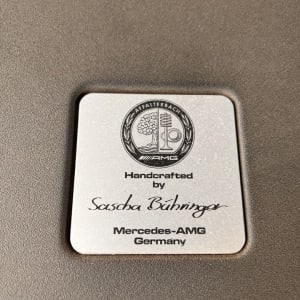 AFFALTERBACH
AMG
Handcrafted
by
Sascha Bühringer
Mercedes-AMG
Germany